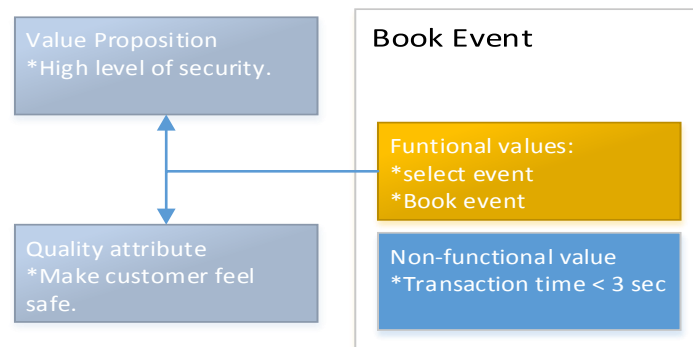 Value Proposition
*High level of security.
Book Event
Funtional values:
*select event
*Book event
Quality attribute
*Make customer feel
safe.
Non-functional value
*Transaction time < 3 sec